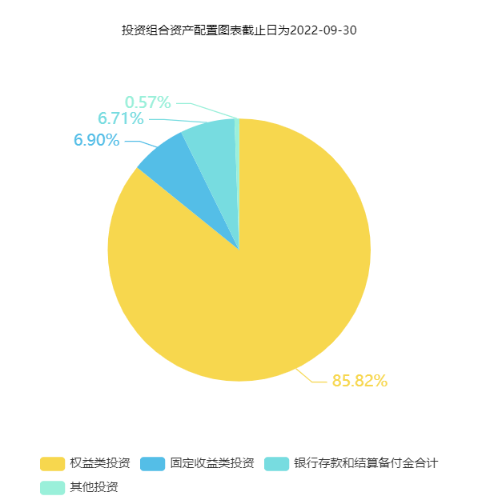 投资组合资产配置图表截止日为2022-09-30
0.57%
6.71%
6.90%
85.82%
权益类投资 固定收益类投资 银行存款和结算备付金合计
其他投资